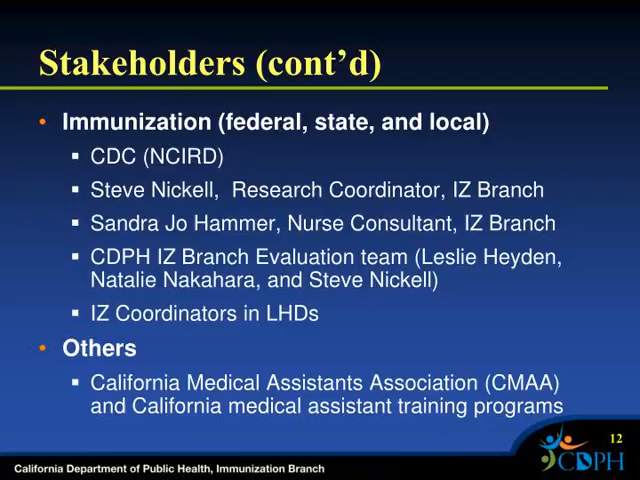 Stakeholders (cont’d)
• Immunization (federal, state, and local)
▪ CDC (NCIRD)
▪ Steve Nickell, Research Coordinator, IZ Branch
▪ Sandra Jo Hammer, Nurse Consultant, IZ Branch
▪ CDPH IZ Branch Evaluation team (Leslie Heyden,
Natalie Nakahara, and Steve Nickell)
▪ IZ Coordinators in LHDs
• Others
▪ California Medical Assistants Association (CMAA)
and California medical assistant training programs
12
CDPH
California Department of Public Health, Immunization Branch